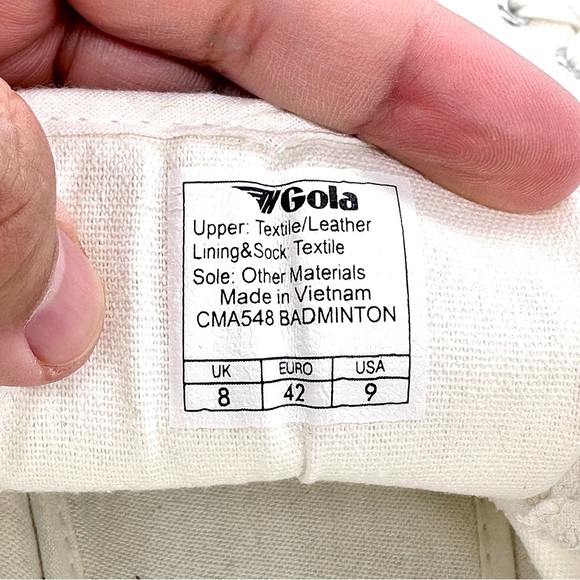 Gola
Upper: Textile/Leather
Lining&Sock: Textile
Sole: Other Materials
Made in Vietnam
CMA548 BADMINTON
UK EURO USA
8 42 9